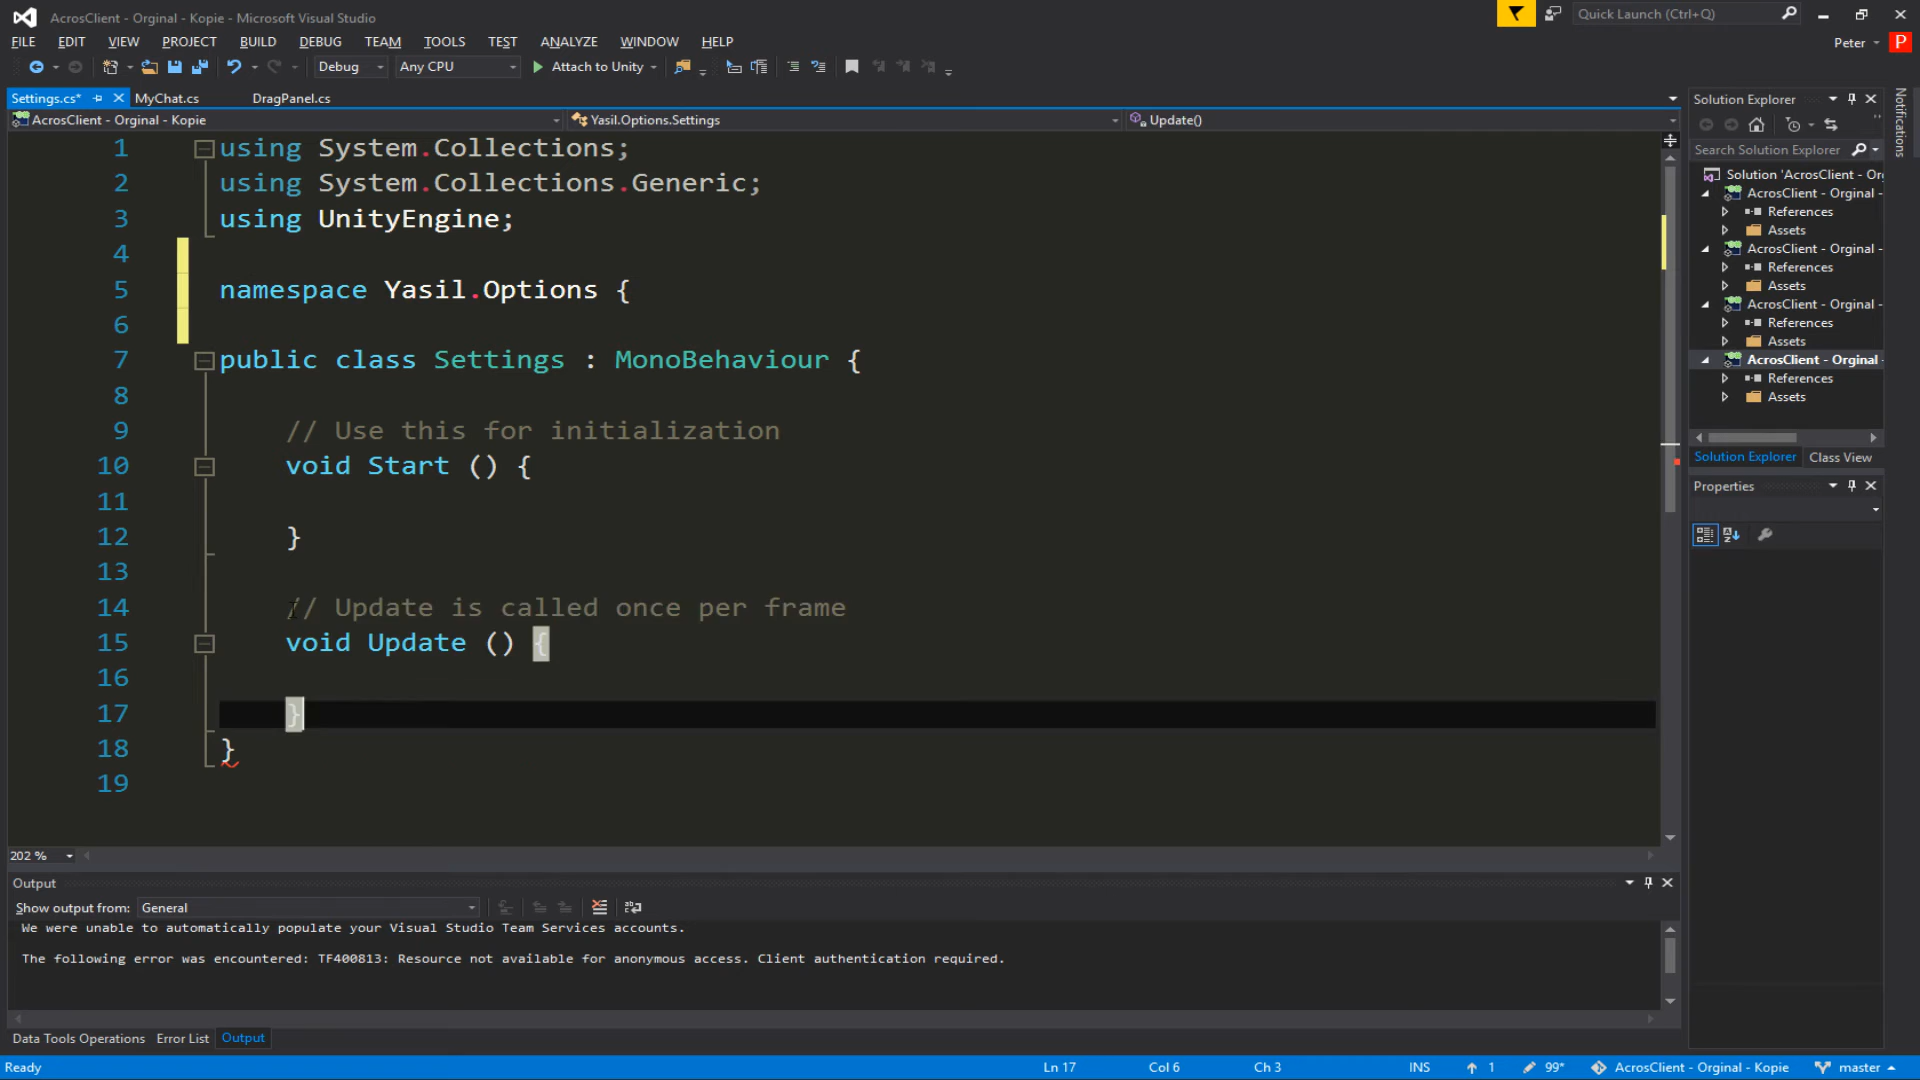 AcrosClient - Orginal - Kopie - Microsoft Visual Studio
Quick Launch (Ctrl+Q)
FILE EDIT VIEW PROJECT BUILD DEBUG TEAM TOOLS TEST ANALYZE WINDOW HELP
Peter P
Debug Any CPU Attach to Unity
Settings.cs* MyChat.cs DragPanel.cs
AcrosClient - Orginal - Kopie Yasil.Options.Settings Update()
1 using System.Collections;
2 using System.Collections.Generic;
3 using UnityEngine;
4
5 namespace Yasil.Options {
6
7 public class Settings : MonoBehaviour {
8
9 // Use this for initialization
10 void Start () {
11
12 }
13
14 // Update is called once per frame
15 void Update () {
16
17 }
18 }
19
202 %
Output
Show output from: General
We were unable to automatically populate your Visual Studio Team Services accounts.
The following error was encountered: TF400813: Resource not available for anonymous access. Client authentication required.
Data Tools Operations Error List Output
Solution Explorer
Search Solution Explorer
Solution 'AcrosClient - Or
AcrosClient - Orginal -
References
Assets
AcrosClient - Orginal -
References
Assets
AcrosClient - Orginal -
References
Assets
AcrosClient - Orginal -
References
Assets
Solution Explorer Class View
Properties
Notifications
Ready Ln 17 Col 6 Ch 3 INS 1 99* AcrosClient - Orginal - Kopie master